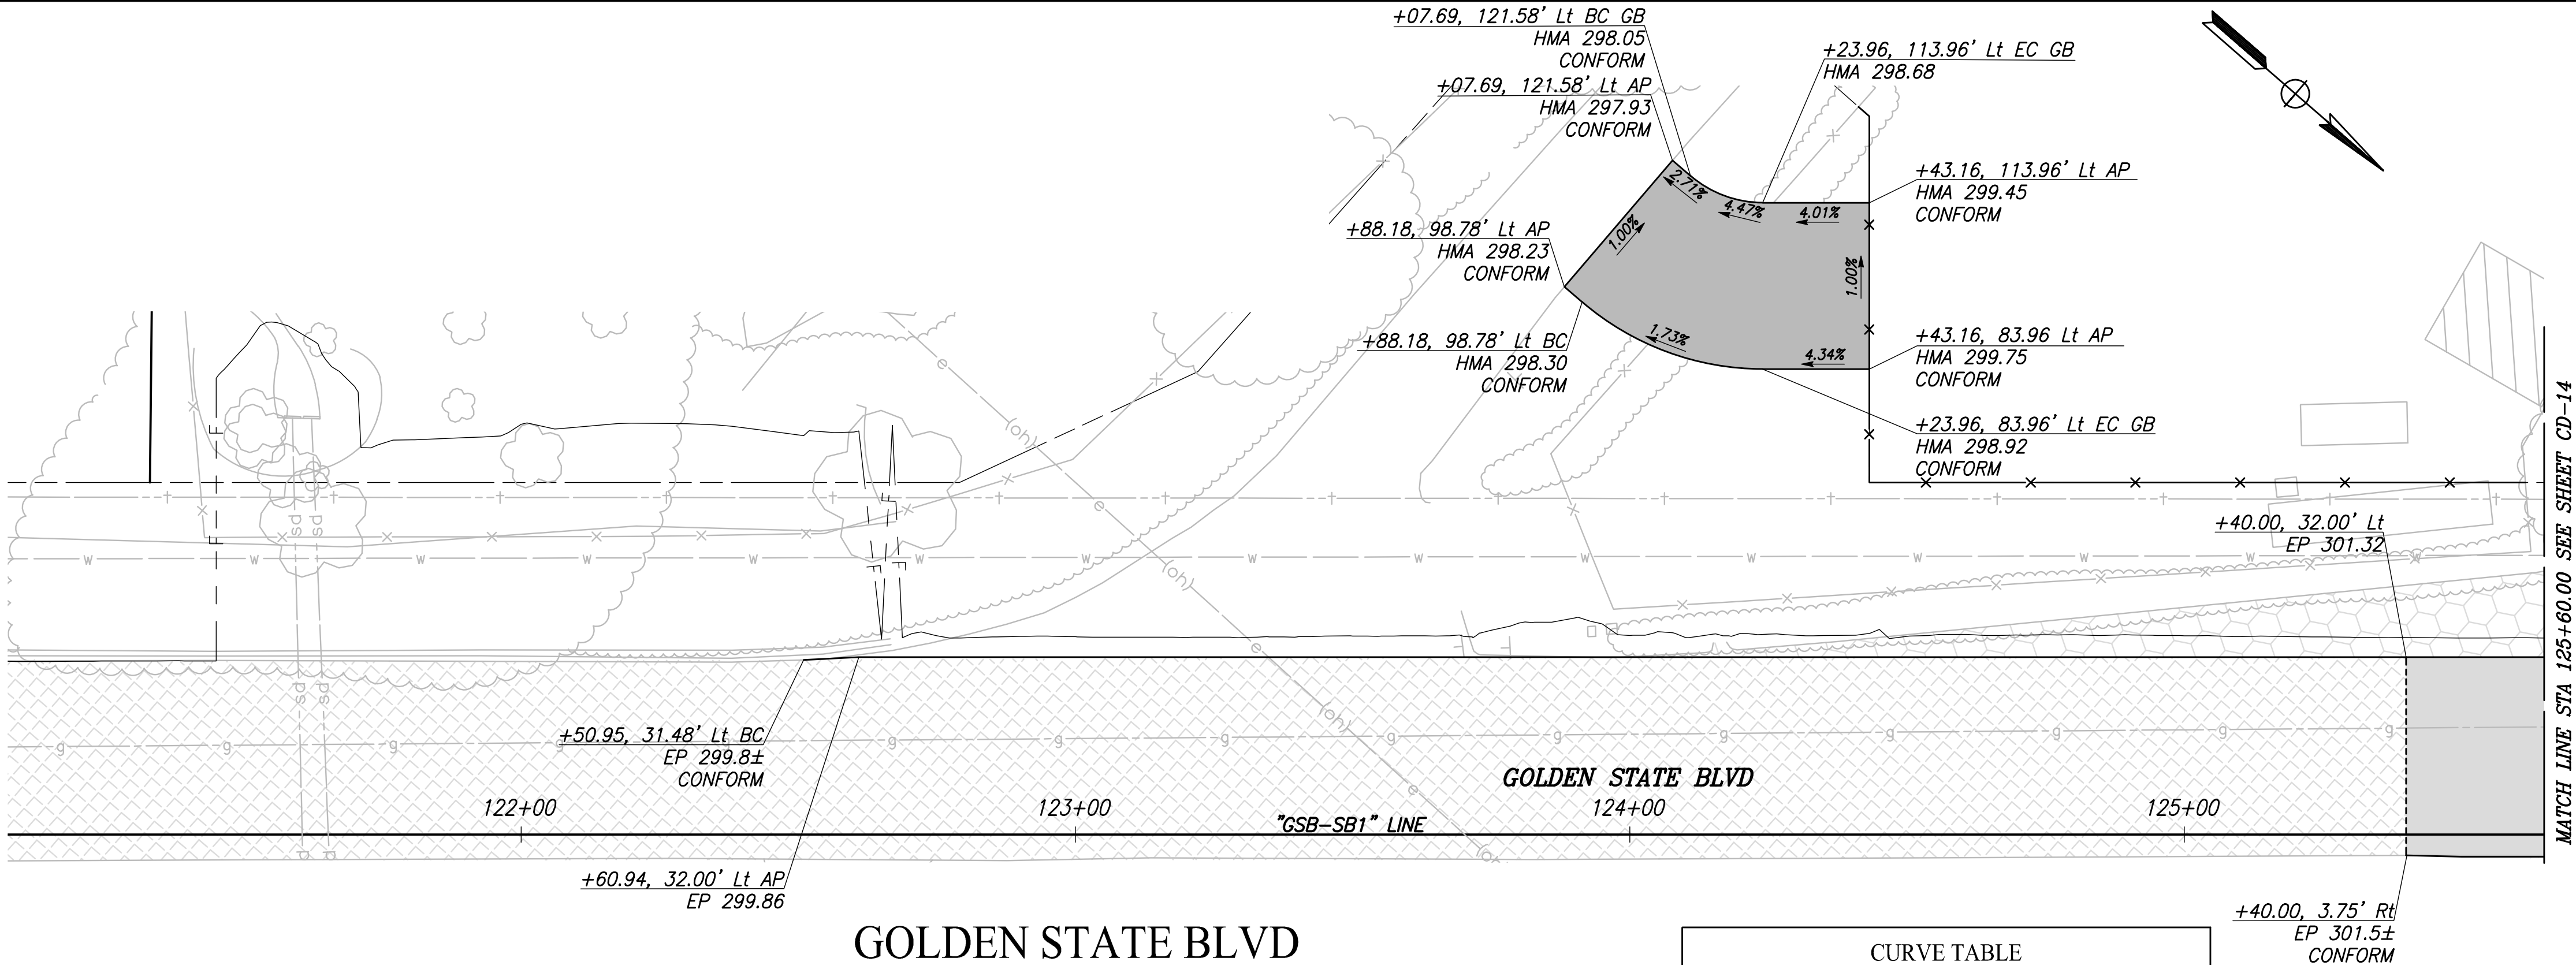 +07.69, 121.58' Lt BC GB
HMA 298.05
CONFORM
+07.69, 121.58' Lt AP
HMA 297.93
CONFORM
+23.96, 113.96' Lt EC GB
HMA 298.68
+43.16, 113.96' Lt AP
HMA 299.45
CONFORM
2.71%
4.47%
4.01%
1.00%
1.00%
1.73%
4.34%
+88.18, 98.78' Lt AP
HMA 298.23
CONFORM
+88.18, 98.78' Lt BC
HMA 298.30
CONFORM
+43.16, 83.96 Lt AP
HMA 299.75
CONFORM
+23.96, 83.96' Lt EC GB
HMA 298.92
CONFORM
+40.00, 32.00' Lt
EP 301.32
MATCH LINE STA 125+60.00 SEE SHEET CD-14
(oh)
(oh)
(oh)
e
e
e
e
e
w w w w w w w w w w w w w w w
psd psd
psd psd
g g g g g g g g g g g g g g
+50.95, 31.48' Lt BC
EP 299.8±
CONFORM
GOLDEN STATE BLVD
122+00
123+00
124+00
125+00
"GSB-SB1" LINE
+60.94, 32.00' Lt AP
EP 299.86
+40.00, 3.75' Rt
EP 301.5±
CONFORM
GOLDEN STATE BLVD
CURVE TABLE